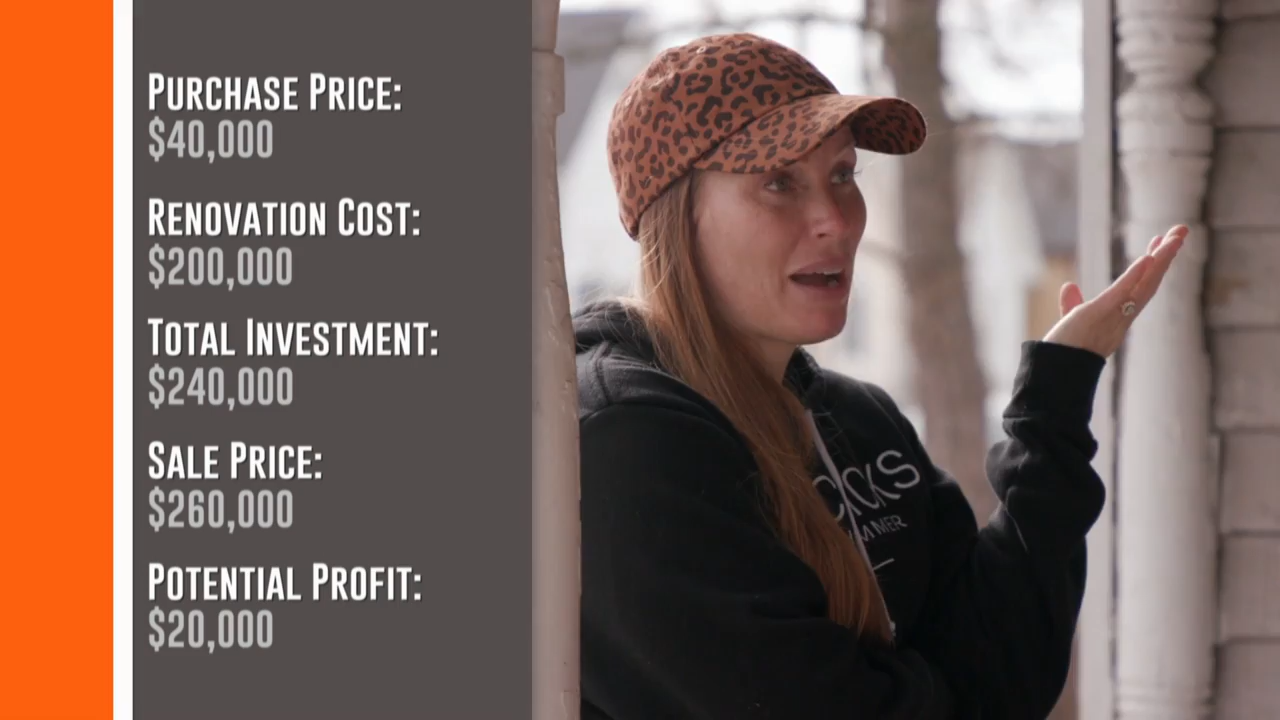 PURCHASE PRICE:
$40,000
RENOVATION COST:
$200,000
TOTAL INVESTMENT:
$240,000
SALE PRICE:
$260,000
POTENTIAL PROFIT:
$20,000